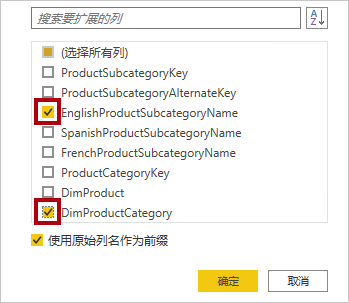 搜索要扩展的列
(选择所有列)
ProductSubcategoryKey
ProductSubcategoryAlternateKey
EnglishProductSubcategoryName
SpanishProductSubcategoryName
FrenchProductSubcategoryName
ProductCategoryKey
DimProduct
DimProductCategory
使用原始列名作为前缀
确定
取消